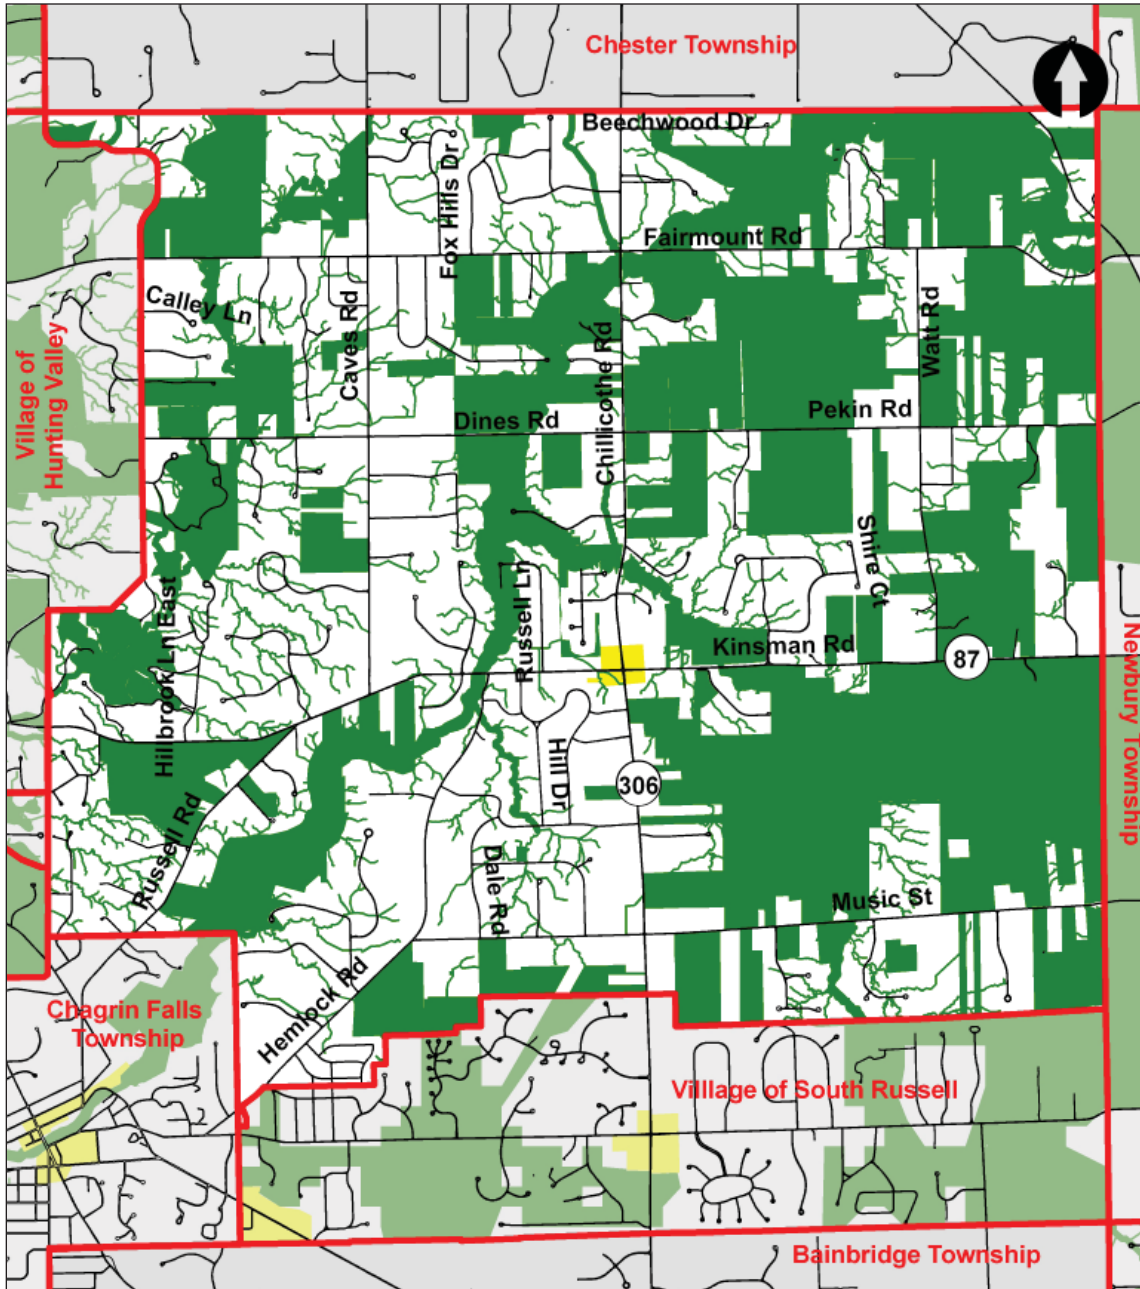 Chester Township
Beechwood Dr
Fox Hills Dr
Fairmount Rd
Calley Ln
Caves Rd
Watt Rd
Village of
Hunting Valley
Chillicothe Rd
Dines Rd
Pekin Rd
Shire Ct
Russell Ln
Hillbrook Ln East
Kinsman Rd
87
Newbury Township
Hill Dr
306
Russell Rd
Dale Rd
Music St
Hemlock Rd
Chagrin Falls
Township
Villlage of South Russell
Bainbridge Township